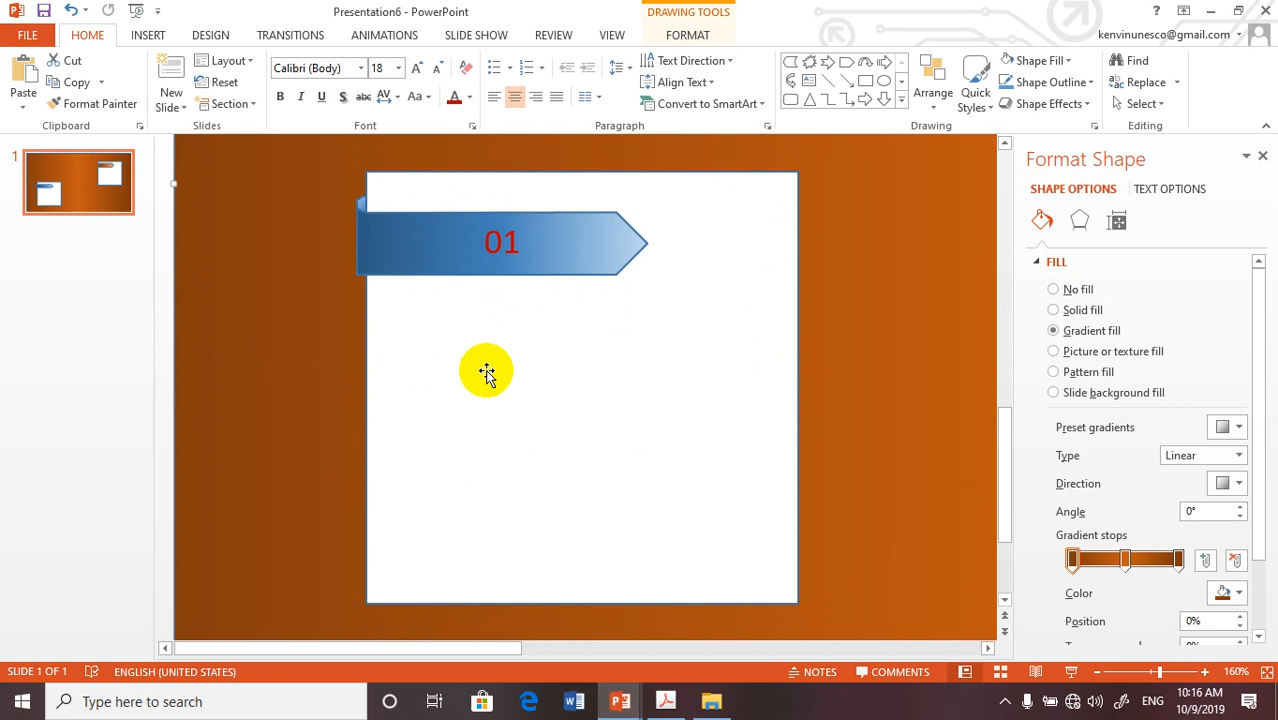 Presentation6 - PowerPoint
DRAWING TOOLS
?
FILE HOME INSERT DESIGN TRANSITIONS ANIMATIONS SLIDE SHOW REVIEW VIEW FORMAT
kenvinunesco@gmail.com
Paste
Cut
Copy
Format Painter
Clipboard
New
Slide
Layout
Reset
Section
Slides
Calibri (Body) 18
B I U S abc AV Aa A
Font
Text Direction
Align Text
Convert to SmartArt
Paragraph
Arrange
Quick
Styles
Shape Fill
Shape Outline
Shape Effects
Drawing
Find
Replace
Select
Editing
1
01
Format Shape
SHAPE OPTIONS TEXT OPTIONS
FILL
No fill
Solid fill
Gradient fill
Picture or texture fill
Pattern fill
Slide background fill
Preset gradients
Type Linear
Direction
Angle 0°
Gradient stops
Color
Position 0%
SLIDE 1 OF 1 ENGLISH (UNITED STATES) NOTES COMMENTS 160%
Type here to search
ENG
10:16 AM
10/9/2019